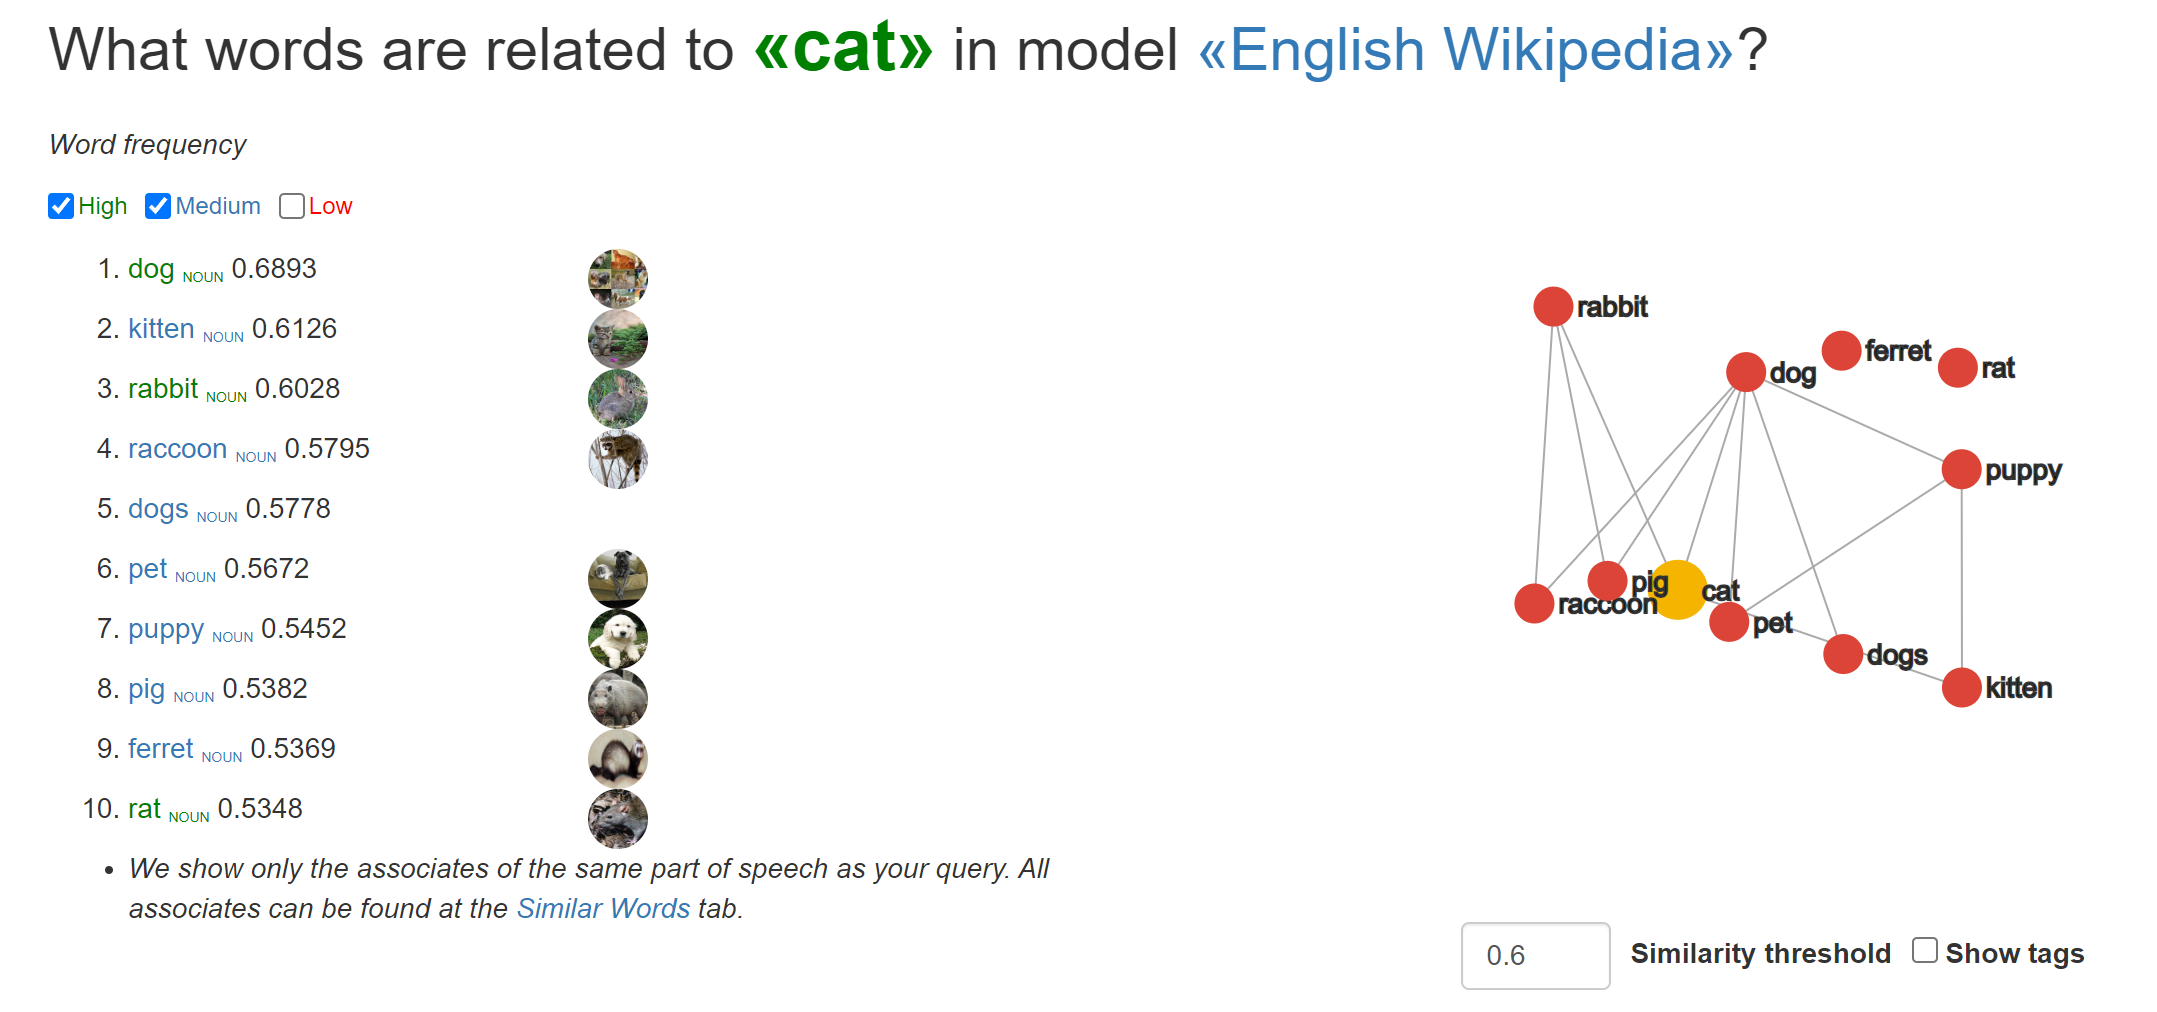 What words are related to «cat» in model «English Wikipedia»?
Word frequency
High Medium Low
1. dog NOUN 0.6893
2. kitten NOUN 0.6126
3. rabbit NOUN 0.6028
4. raccoon NOUN 0.5795
5. dogs NOUN 0.5778
6. pet NOUN 0.5672
7. puppy NOUN 0.5452
8. pig NOUN 0.5382
9. ferret NOUN 0.5369
10. rat NOUN 0.5348
• We show only the associates of the same part of speech as your query. All
associates can be found at the Similar Words tab.
rabbit
ferret
rat
dog
puppy
pig
cat
raccoon
pet
dogs
kitten
0.6 Similarity threshold Show tags